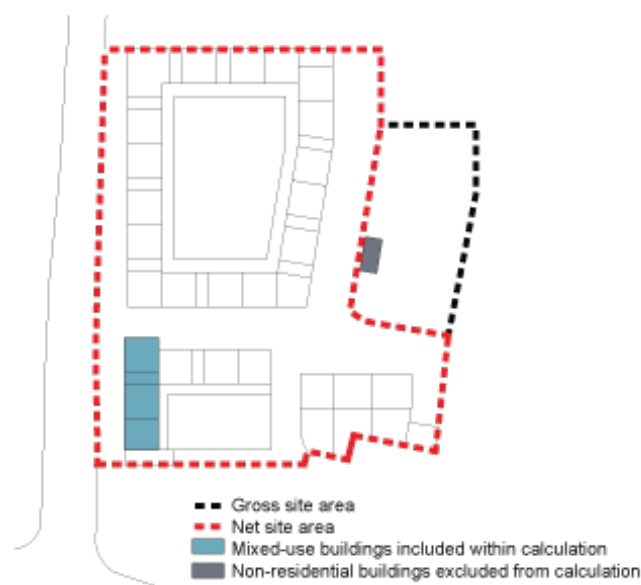 Gross site area
Net site area
Mixed-use buildings included within calculation
Non-residential buildings excluded from calculation